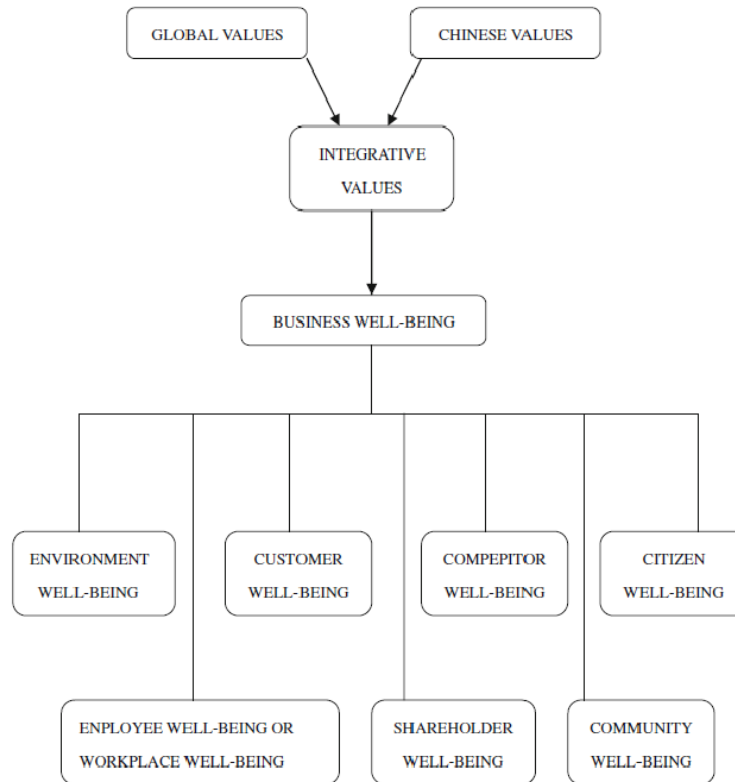 GLOBAL VALUES
CHINESE VALUES
INTEGRATIVE
VALUES
BUSINESS WELL-BEING
ENVIRONMENT
WELL-BEING
CUSTOMER
WELL-BEING
COMPEPITOR
WELL-BEING
CITIZEN
WELL-BEING
ENPLOYEE WELL-BEING OR
WORKPLACE WELL-BEING
SHAREHOLDER
WELL-BEING
COMMUNITY
WELL-BEING